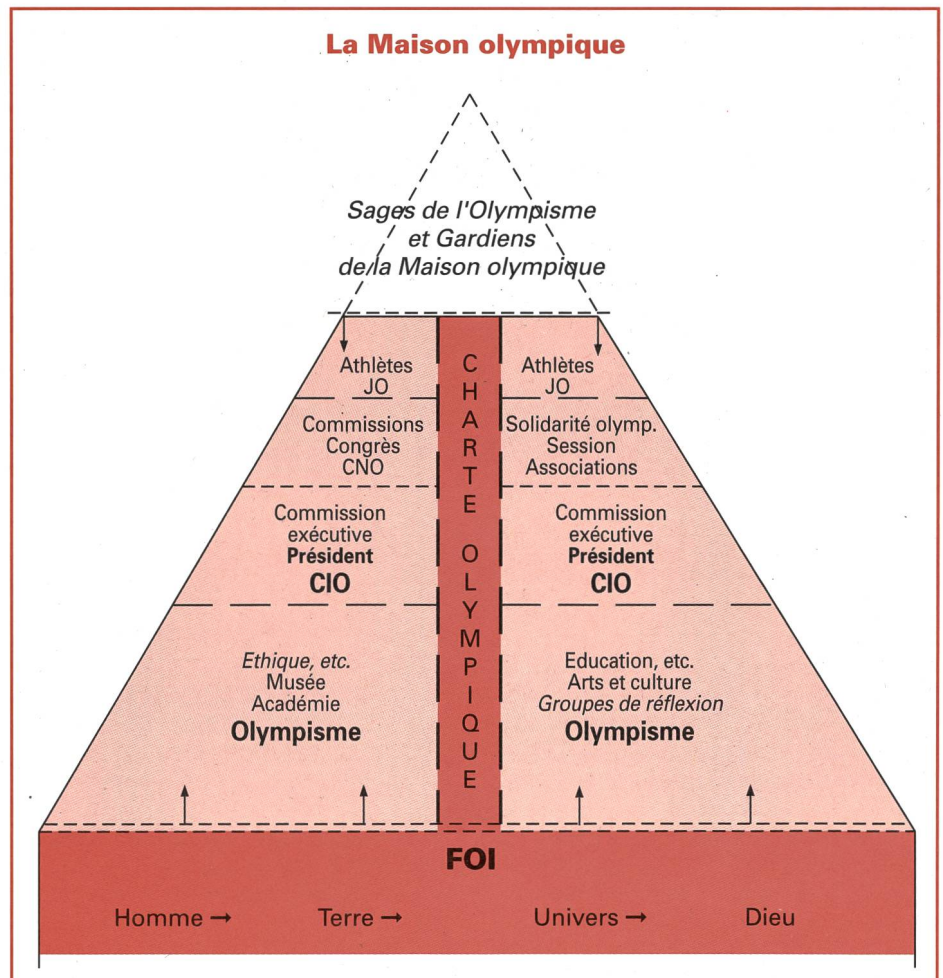 La Maison olympique
Sages de l'Olympisme
et Gardiens
de la Maison olympique
Athlètes
JO
Commissions
Congrès
CNO
Commission
exécutive
Président
CIO
Ethique, etc.
Musée
Académie
Olympisme
CHARTE OLYMPIQUE
Athlètes
JO
Solidarité olymp.
Session
Associations
Commission
exécutive
Président
CIO
Education, etc.
Arts et culture
Groupes de réflexion
Olympisme
FOI
Homme → Terre → Univers → Dieu